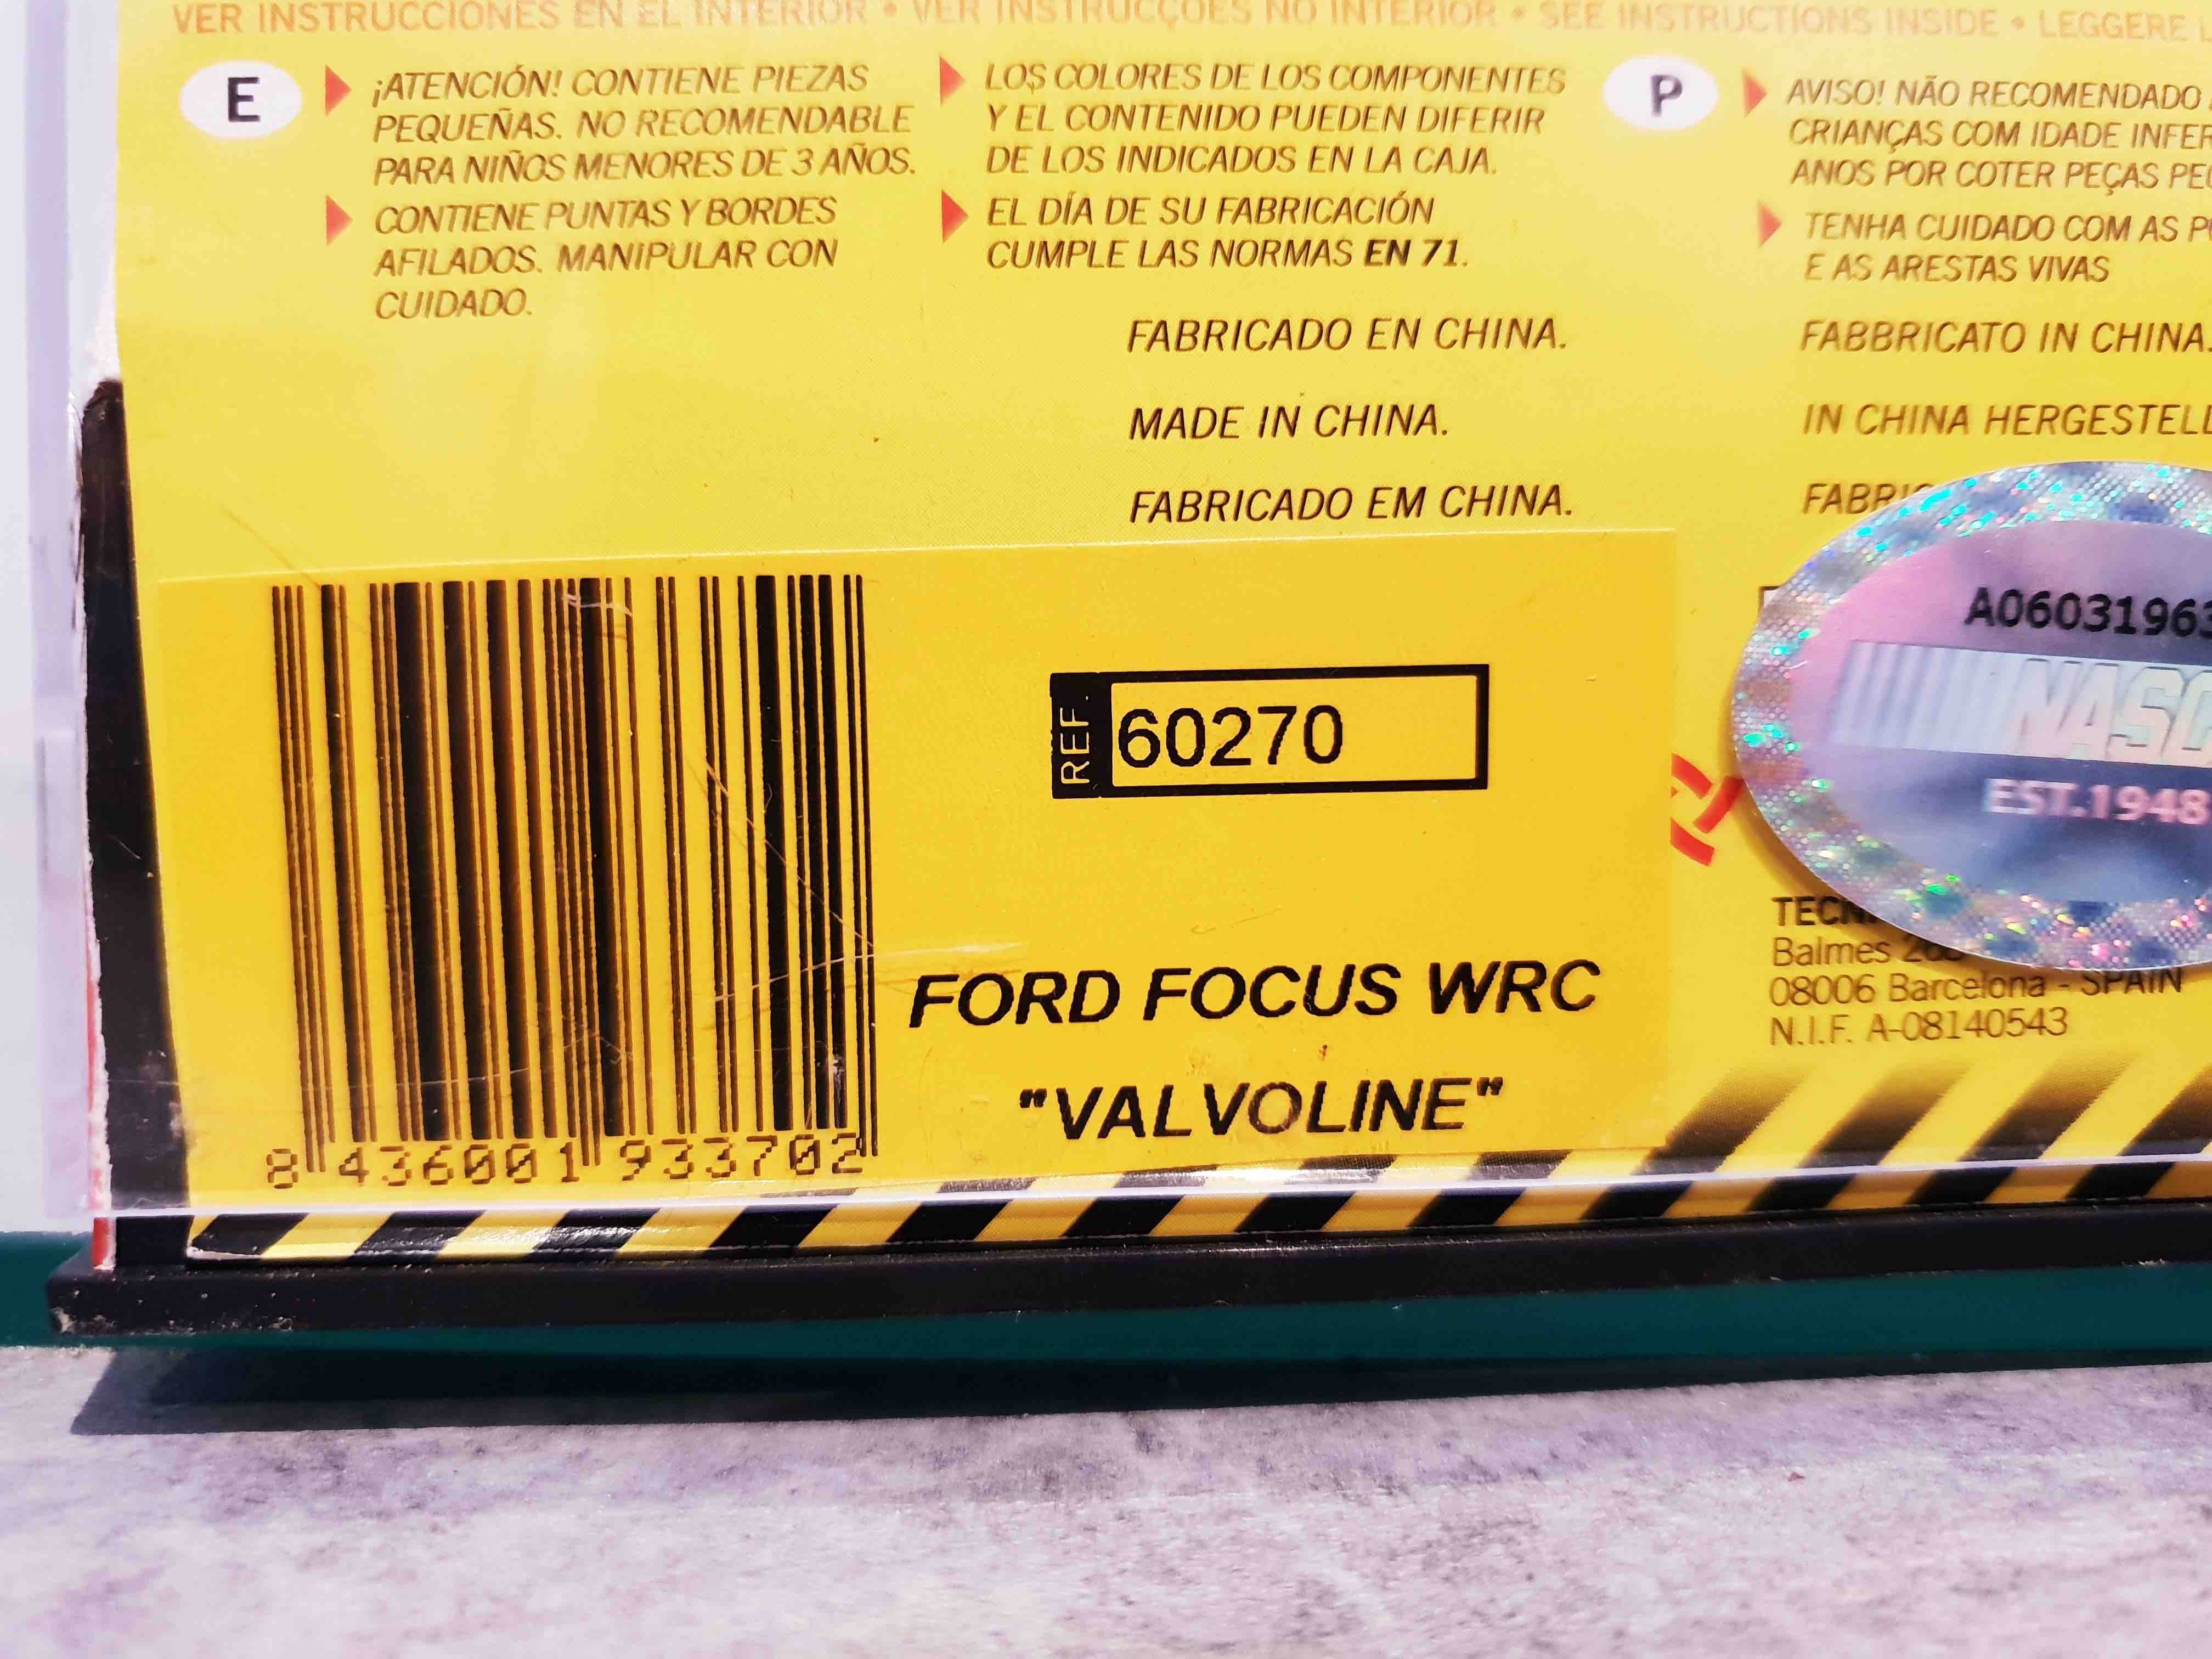 VER INSTRUCCIONES EN EL INTERIOR • VER INSTRUCÇOES NO INTERIOR • SEE INSTRUCTIONS INSIDE • LEGGERE
E
¡ATENCIÓN! CONTIENE PIEZAS
PEQUEÑAS. NO RECOMENDABLE
PARA NIÑOS MENORES DE 3 AÑOS.
CONTIENE PUNTAS Y BORDES
AFILADOS. MANIPULAR CON
CUIDADO.
LOS COLORES DE LOS COMPONENTES
Y EL CONTENIDO PUEDEN DIFERIR
DE LOS INDICADOS EN LA CAJA.
EL DÍA DE SU FABRICACIÓN
CUMPLE LAS NORMAS EN 71.
P
AVISO! NÃO RECOMENDADO
CRIANÇAS COM IDADE
ANOS POR COTER PEÇAS
TENHA CUIDADO COM AS
E AS ARESTAS VIVAS
FABRICADO EN CHINA.
MADE IN CHINA.
FABRICADO EM CHINA.
FABBRICATO IN CHINA.
IN CHINA HERGESTELL
REF. 60270
FORD FOCUS WRC
"VALVOLINE"
8 436001 933702
A06031963
NASC
EST.1948
Balmes
08006 Barcelona - SPAIN
N.I.F. A-08140543